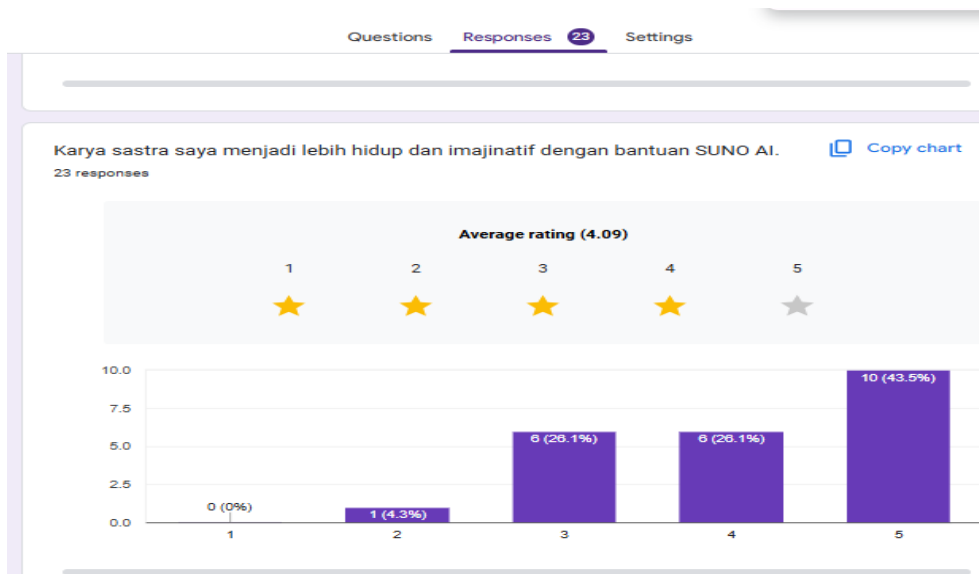 Questions Responses 23 Settings
Karya sastra saya menjadi lebih hidup dan imajinatif dengan bantuan SUNO AI.
Copy chart
23 responses
Average rating (4.09)
1 2 3 4 5
10.0
10 (43.5%)
7.5
5.0
6 (26.1%) 6 (26.1%)
2.5
0 (0%)
1 (4.3%)
0.0
1 2 3 4 5